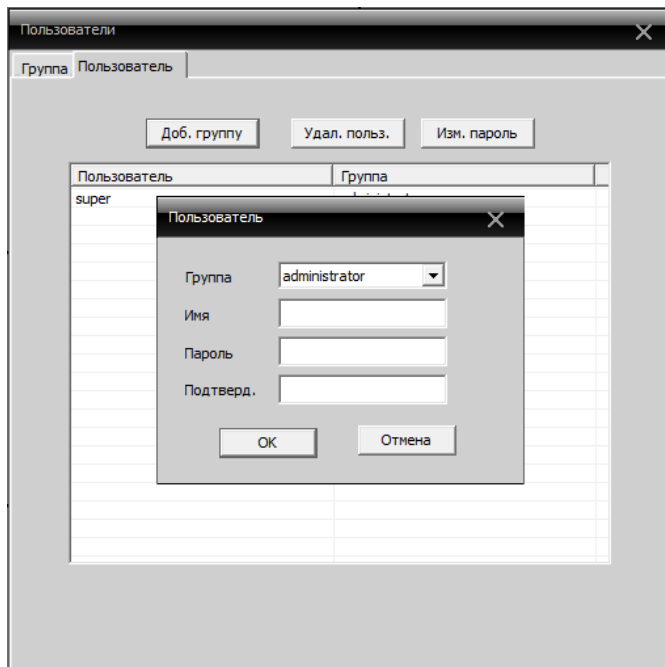 Пользователи
Группа Пользователь
Доб. группу Удал. польз. Изм. пароль
Пользователь Группа
super
Пользователь
Группа administrator
Имя
Пароль
Подтверд.
OK Отмена